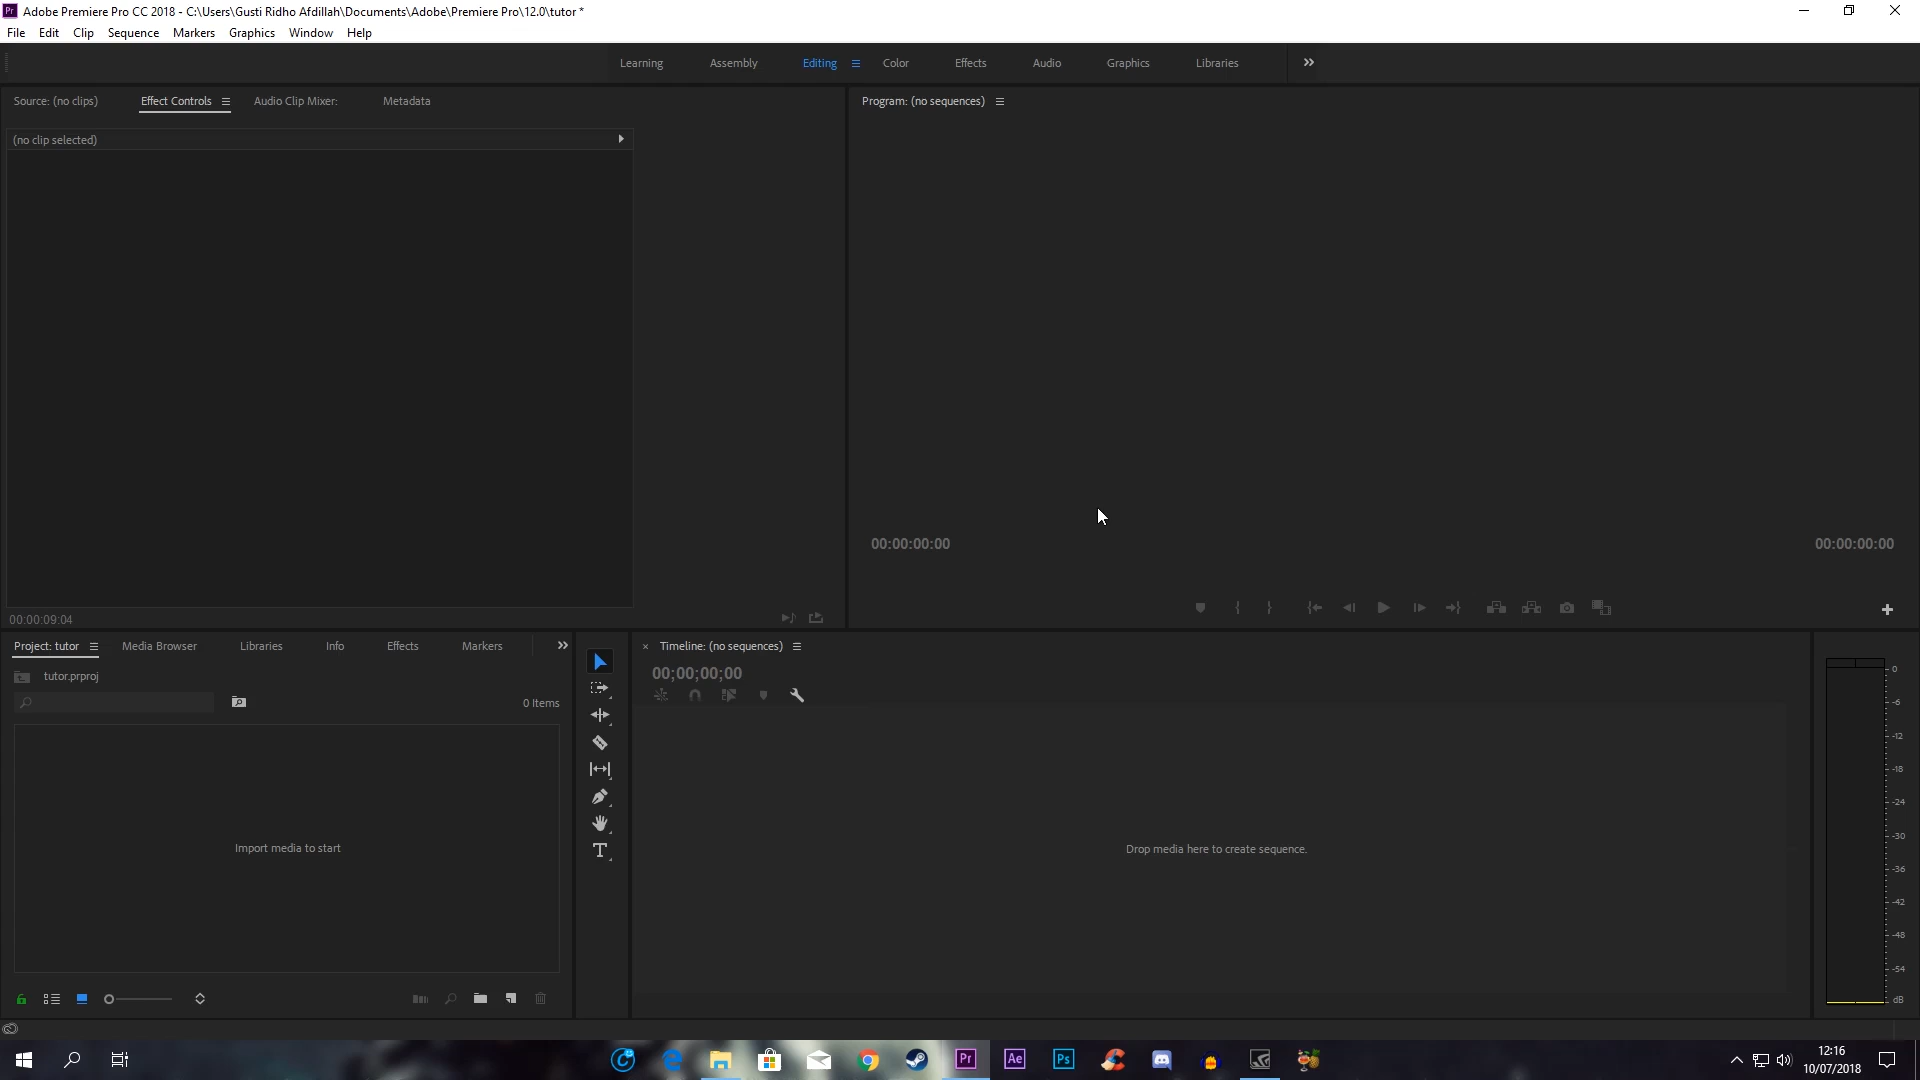 Pr Adobe Premiere Pro CC 2018 - C:\Users\Gusti Ridho Afdillah\Documents\Adobe\Premiere Pro\12.0\tutor *
File Edit Clip Sequence Markers Graphics Window Help
Learning Assembly Editing Color Effects Audio Graphics Libraries
Source: (no clips) Effect Controls Audio Clip Mixer: Metadata
Program: (no sequences)
(no clip selected)
00:00:00:00 00:00:00:00
00:00:09:04
Project: tutor Media Browser Libraries Info Effects Markers
Timeline: (no sequences)
tutor.prproj
00;00;00;00
0 Items
Import media to start
Drop media here to create sequence.
0
-6
-12
-18
-24
-30
-36
-42
-48
-54
dB
Pr Ae Ps
12:16
10/07/2018